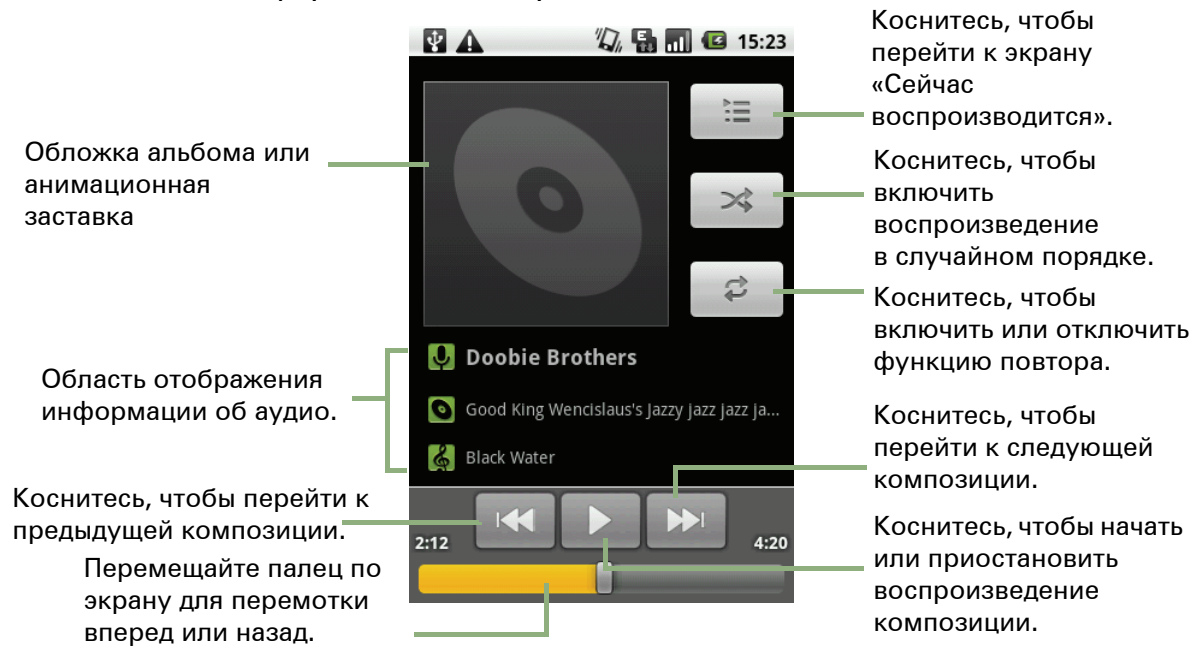 15:23
Коснитесь, чтобы
перейти к экрану
«Сейчас
воспроизводится».
Обложка альбома или
анимационная
заставка
Коснитесь, чтобы
включить
воспроизведение
в случайном порядке.
Коснитесь, чтобы
включить или отключить
функцию повтора.
Область отображения
информации об аудио.
Doobie Brothers
Good King Wencislaus's Jazzy jazz jazz ja...
Black Water
Коснитесь, чтобы
перейти к следующей
композиции.
Коснитесь, чтобы перейти к
предыдущей композиции.
2:12
4:20
Коснитесь, чтобы начать
или приостановить
воспроизведение
композиции.
Перемещайте палец по
экрану для перемотки
вперед или назад.